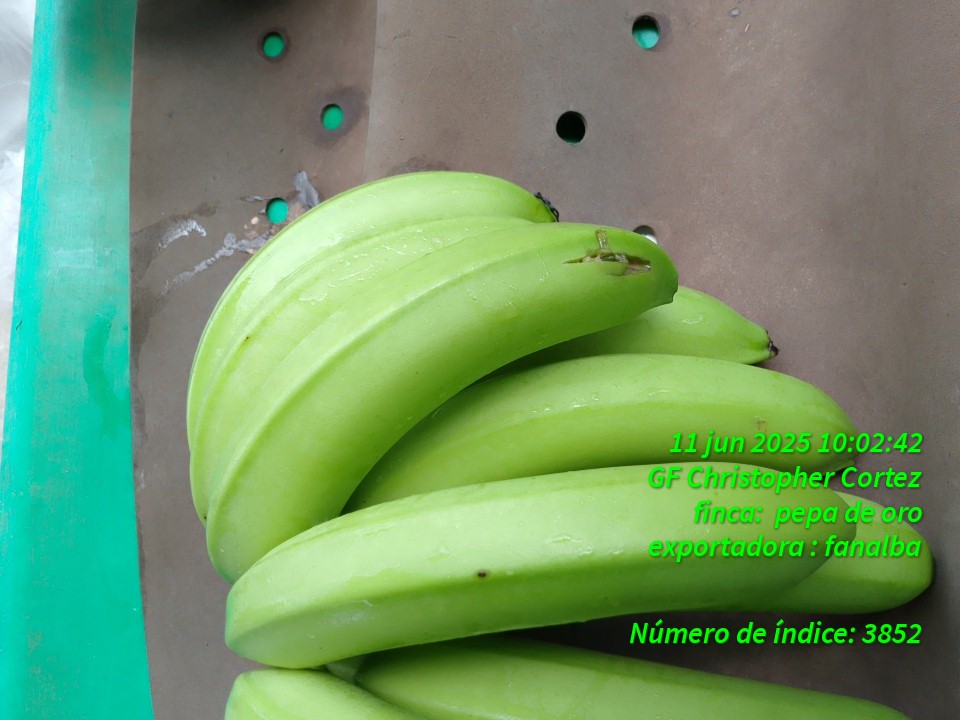 11 jun 2025 10:02:42
GF Christopher Cortez
finca: pepa de oro
exportadora : fanalba
Número de índice: 3852